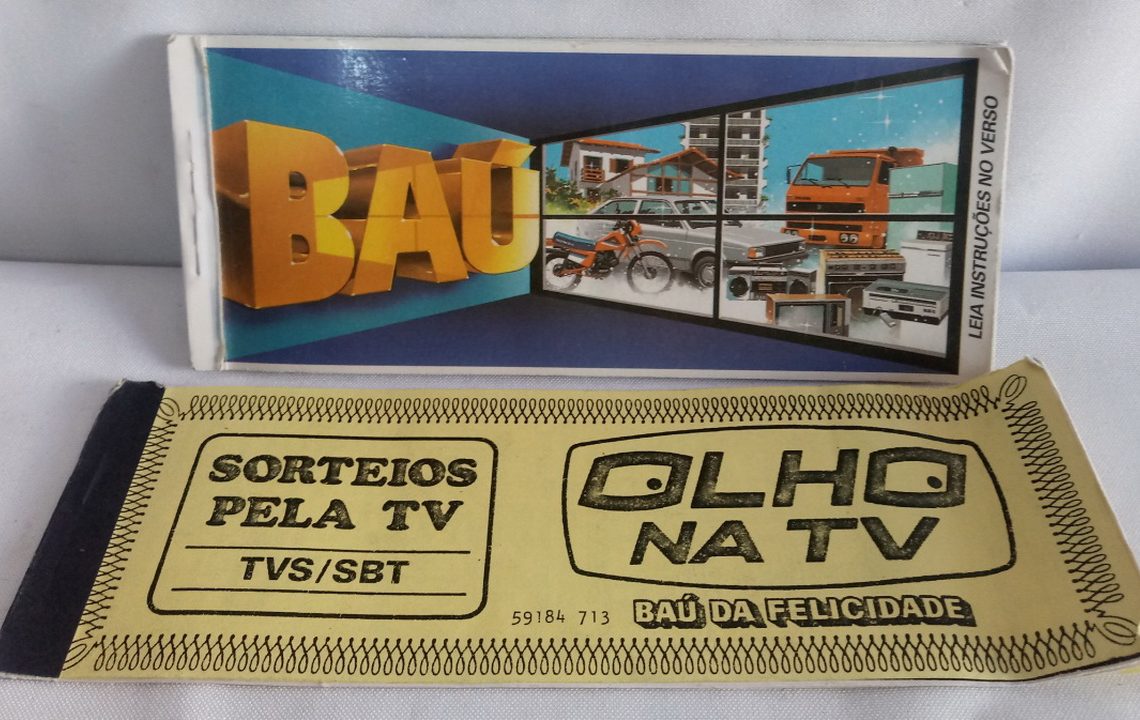 BAÚ
LEIA INSTRUÇÕES NO VERSO
SORTEIOS
PELA TV
TVS/SBT
OLHO
NA TV
59184 713
BAÚ DA FELICIDADE